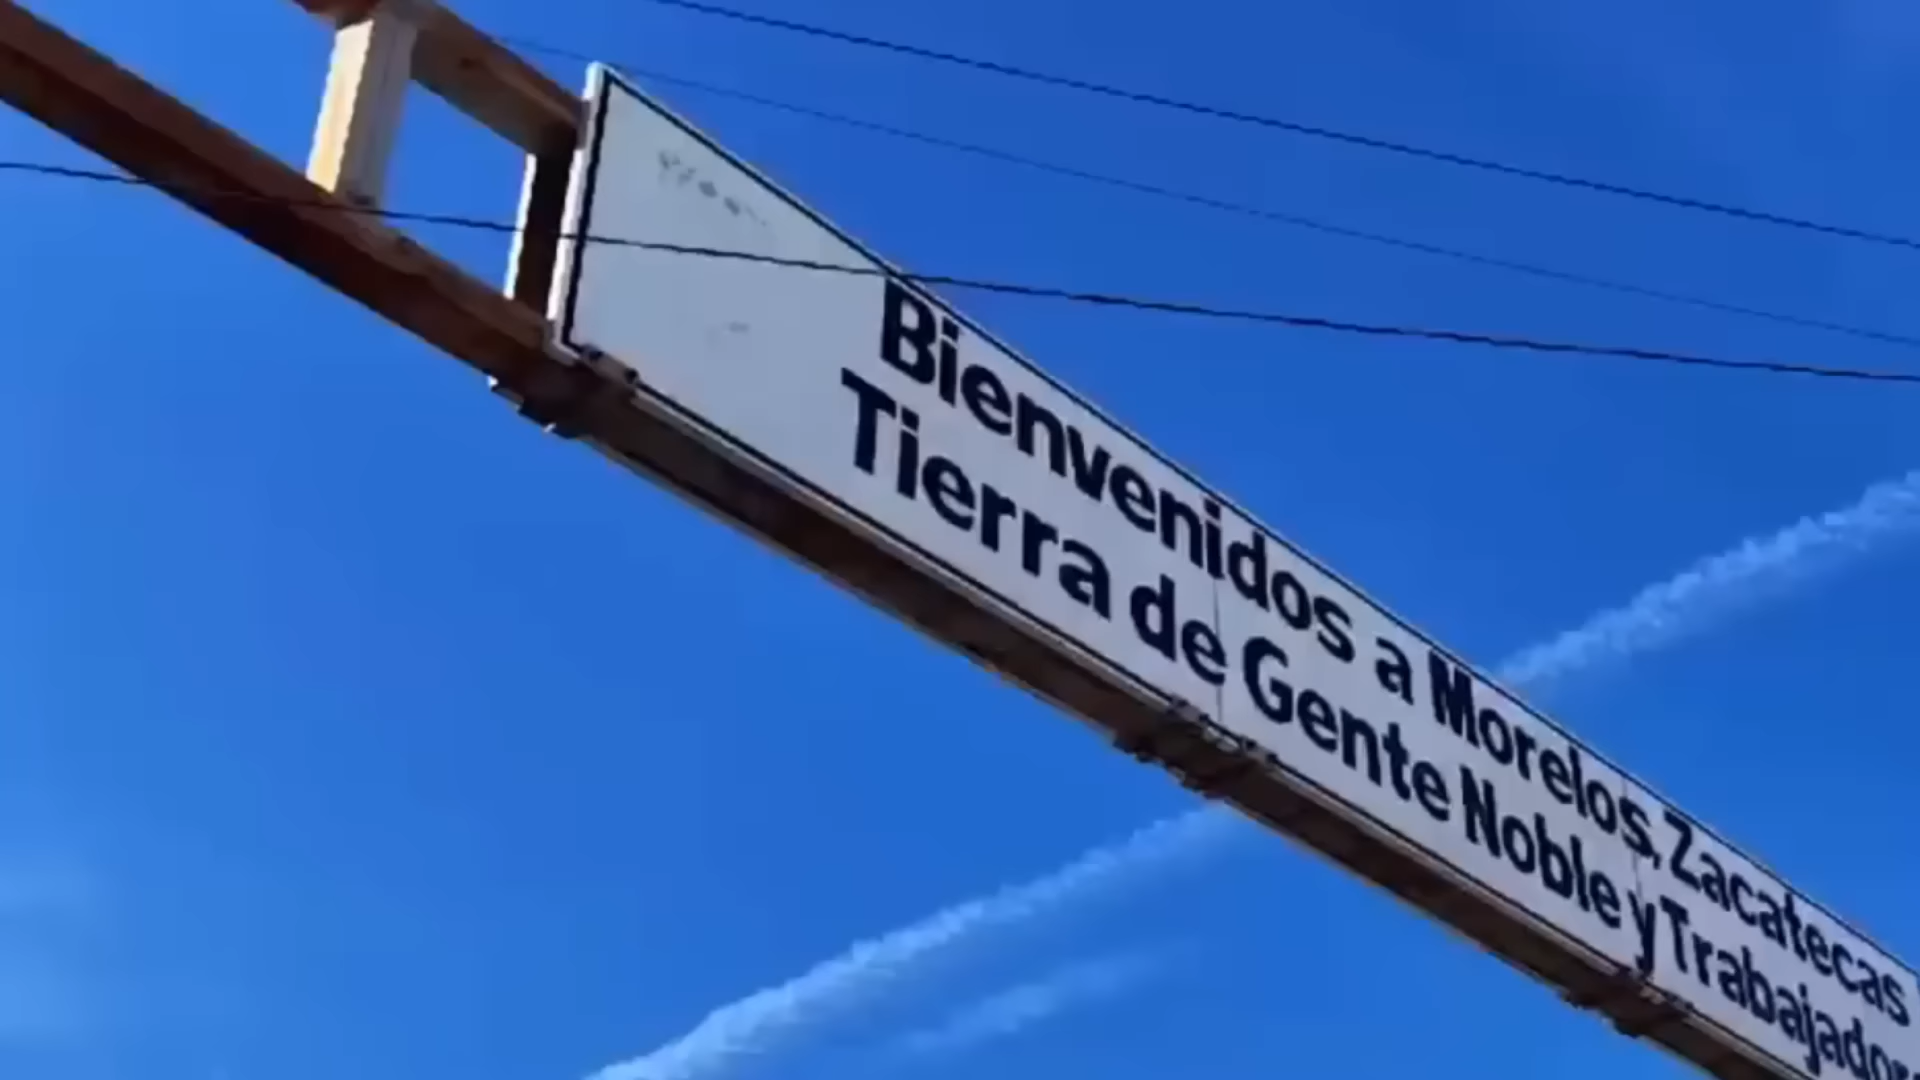 Bienvenidos a Morelos, Zacatecas
Tierra de Gente Noble y